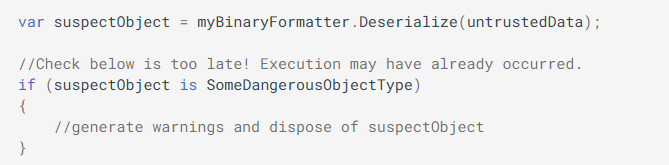 var suspectObject = myBinaryFormatter.Deserialize(untrustedData);
//Check below is too late! Execution may have already occurred.
if (suspectObject is SomeDangerousObjectType)
{
    //generate warnings and dispose of suspectObject
}